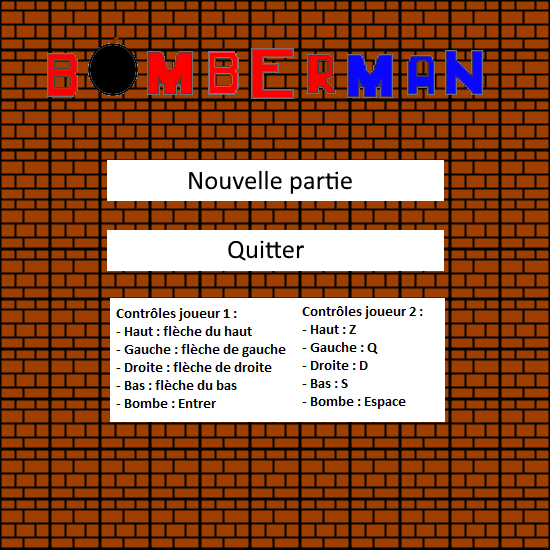 BOMBERMAN
Nouvelle partie
Quitter
Contrôles joueur 1 :
- Haut : flèche du haut
- Gauche : flèche de gauche
- Droite : flèche de droite
- Bas : flèche du bas
- Bombe : Entrer
Contrôles joueur 2 :
- Haut : Z
- Gauche : Q
- Droite : D
- Bas : S
- Bombe : Espace